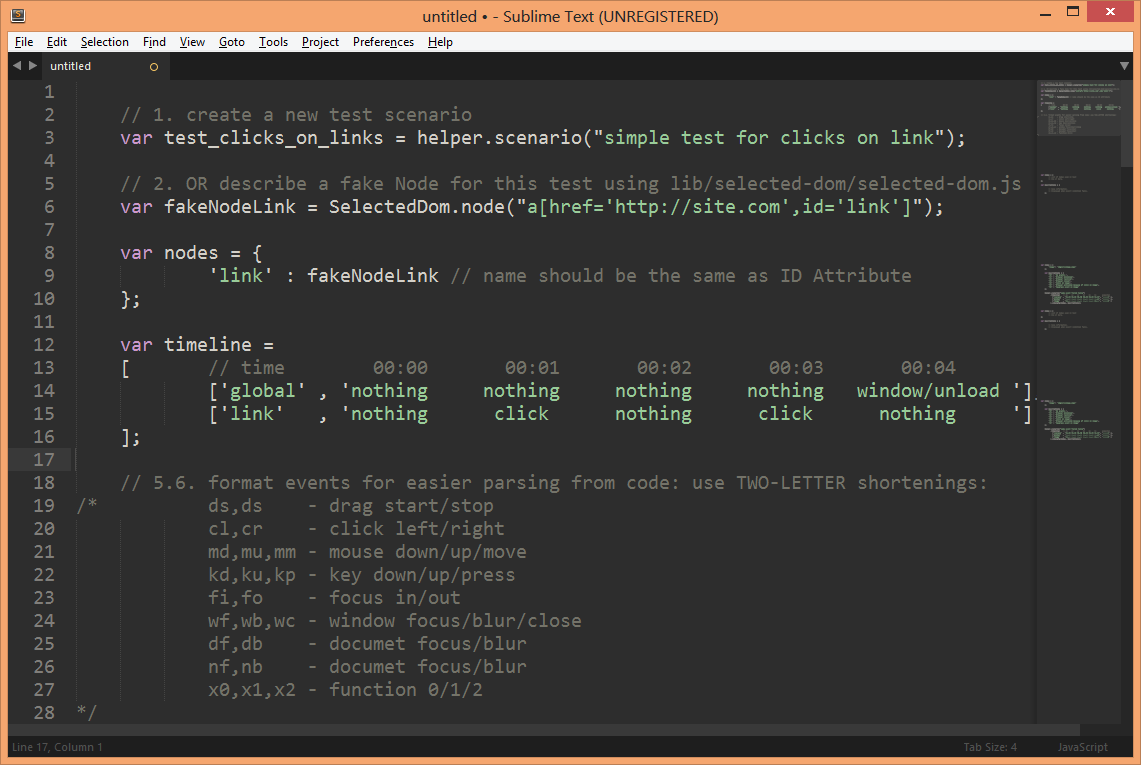 untitled • - Sublime Text (UNREGISTERED)
File Edit Selection Find View Goto Tools Project Preferences Help
untitled
1
2 // 1. create a new test scenario
3 var test_clicks_on_links = helper.scenario("simple test for clicks on link");
4
5 // 2. OR describe a fake Node for this test using lib/selected-dom/selected-dom.js
6 var fakeNodeLink = SelectedDom.node("a[href='http://site.com',id='link']");
7
8 var nodes = {
9 'link' : fakeNodeLink // name should be the same as ID Attribute
10 };
11
12 var timeline =
13 [ // time 00:00 00:01 00:02 00:03 00:04
14 ['global' , 'nothing nothing nothing nothing window/unload '],
15 ['link' , 'nothing click nothing click nothing ']
16 ];
17
18 // 5.6. format events for easier parsing from code: use TWO-LETTER shortenings:
19 /* ds,ds - drag start/stop
20 cl,cr - click left/right
21 md,mu,mm - mouse down/up/move
22 kd,ku,kp - key down/up/press
23 fi,fo - focus in/out
24 wf,wb,wc - window focus/blur/close
25 df,db - documet focus/blur
26 nf,nb - documet focus/blur
27 x0,x1,x2 - function 0/1/2
28 */
Line 17, Column 1 Tab Size: 4 JavaScript